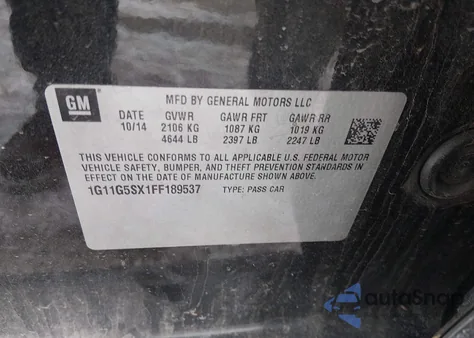 GM
MFD BY GENERAL MOTORS LLC
DATE GVWR GAWR FRT GAWR RR
10/14 2106 KG 1087 KG 1019 KG
4644 LB 2397 LB 2247 LB
THIS VEHICLE CONFORMS TO ALL APPLICABLE U.S. FEDERAL MOTOR
VEHICLE SAFETY, BUMPER, AND THEFT PREVENTION STANDARDS IN
EFFECT ON THE DATE OF MANUFACTURE SHOWN ABOVE.
1G11G5SX1FF189537 TYPE: PASS CAR
autoSnap